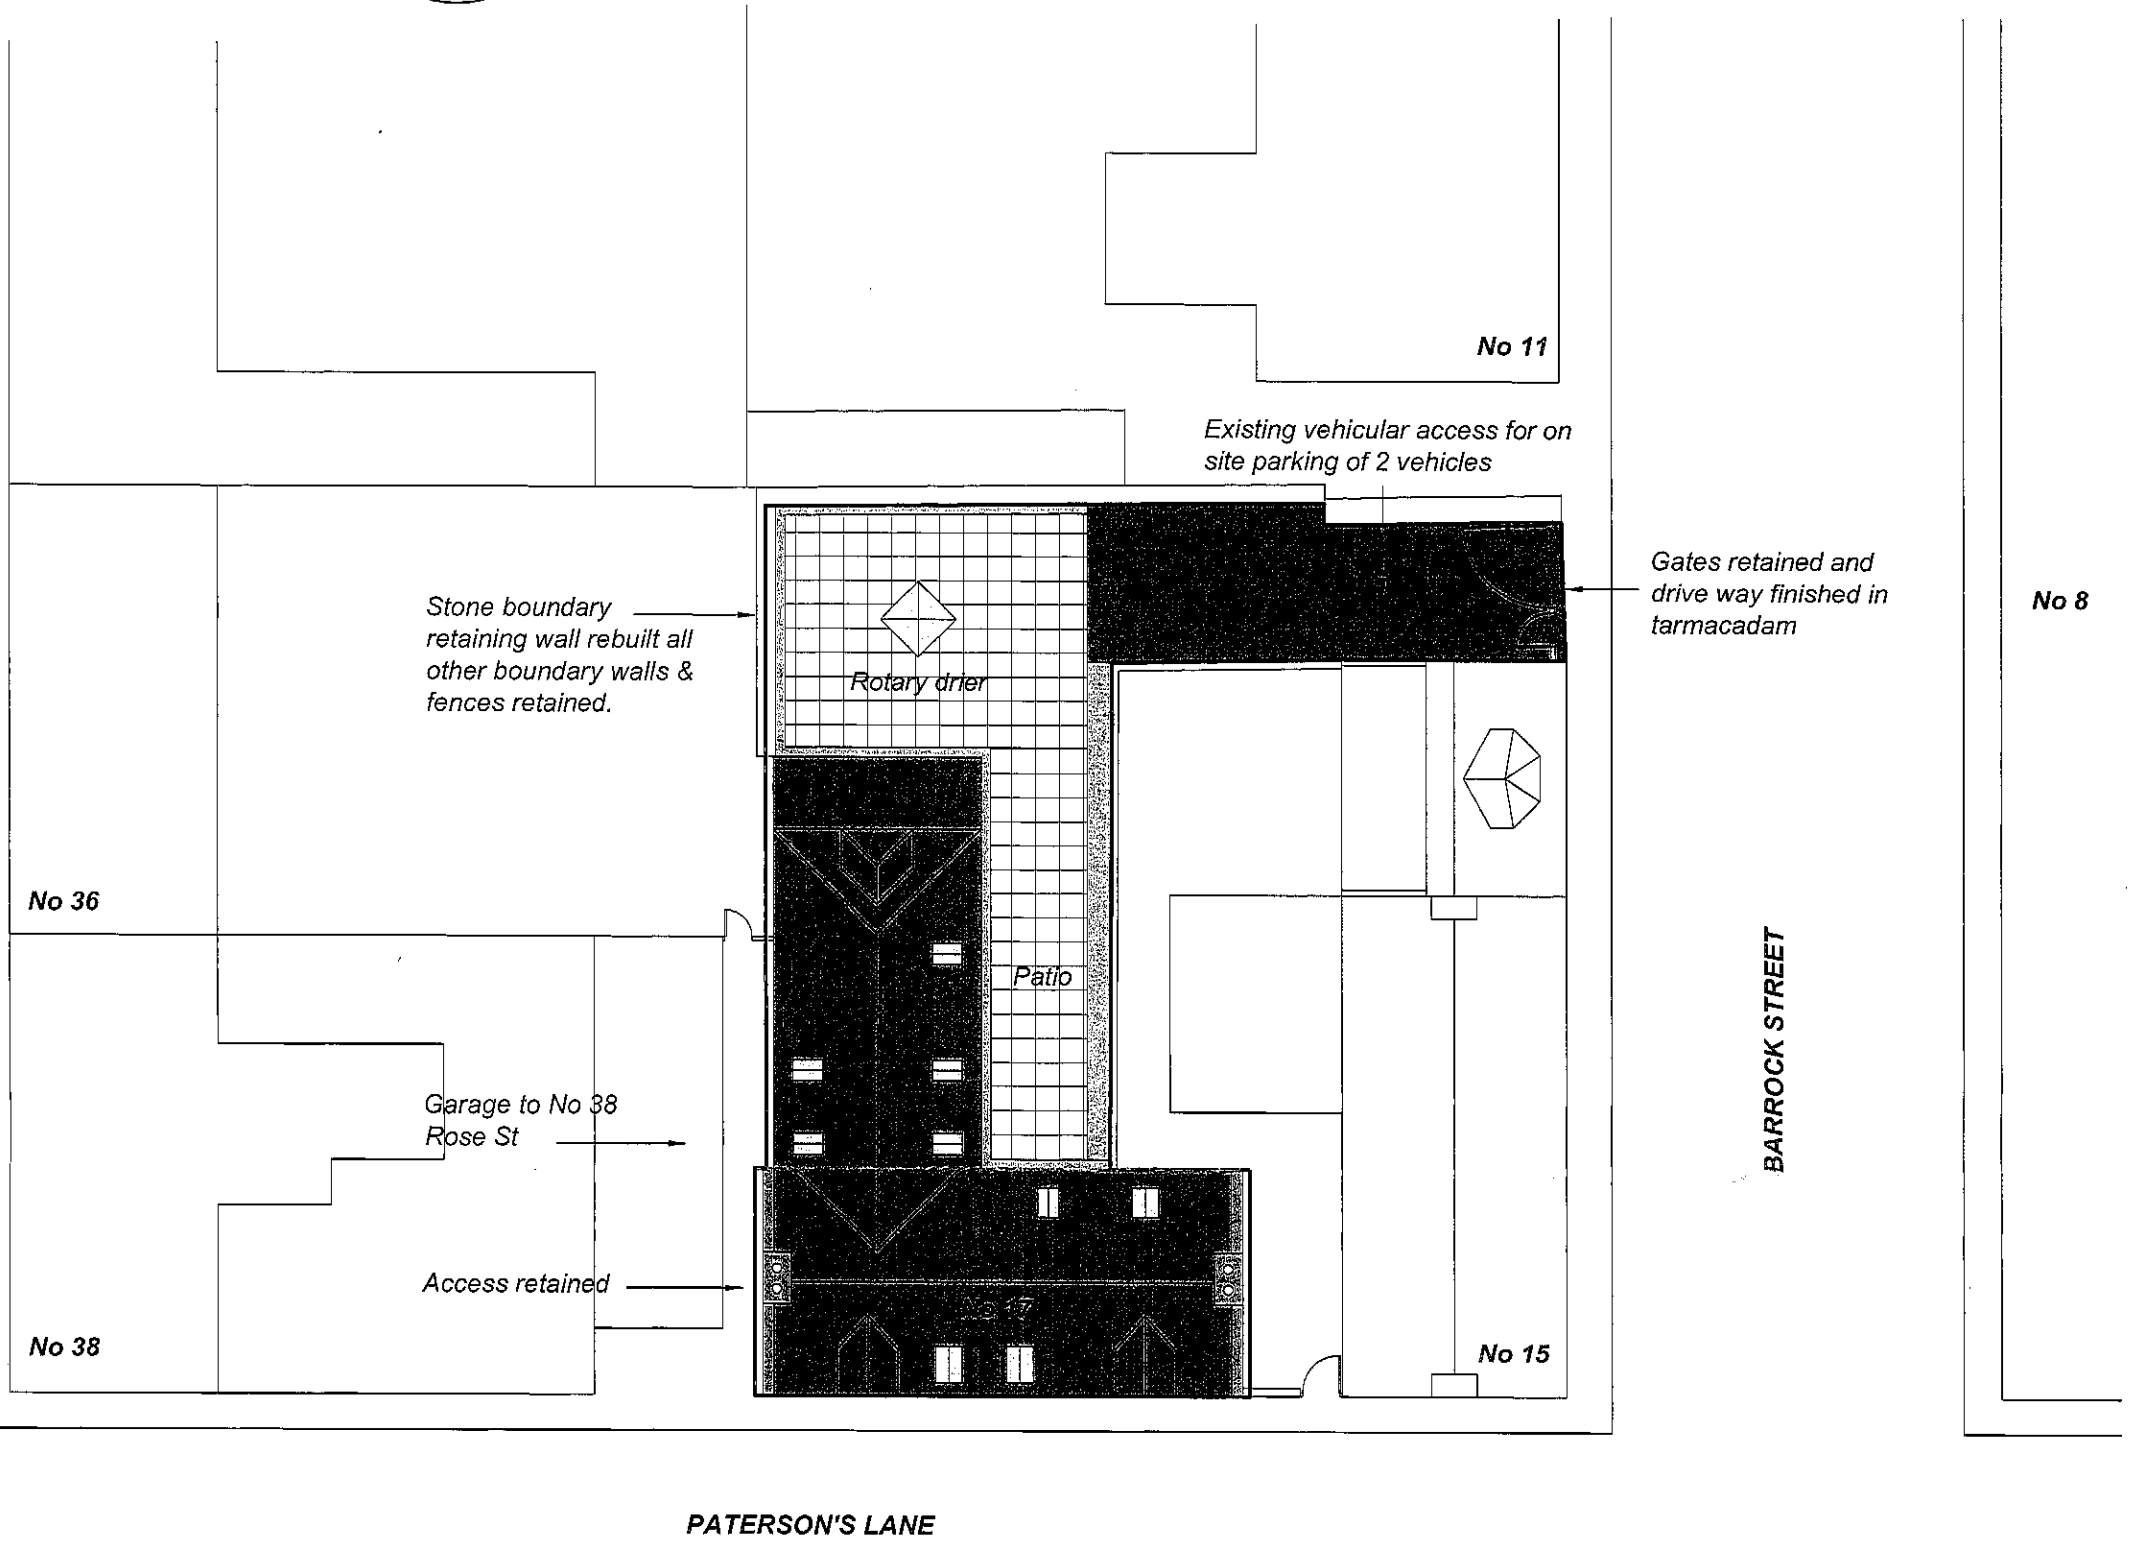 No 11
Existing vehicular access for on
site parking of 2 vehicles
Gates retained and
drive way finished in
tarmacadam
No 8
Stone boundary
retaining wall rebuilt all
other boundary walls &
fences retained.
Rotary drier
No 36
Patio
BARROCK STREET
Garage to No 38
Rose St
Access retained
No 17
No 38
No 15
PATERSON'S LANE